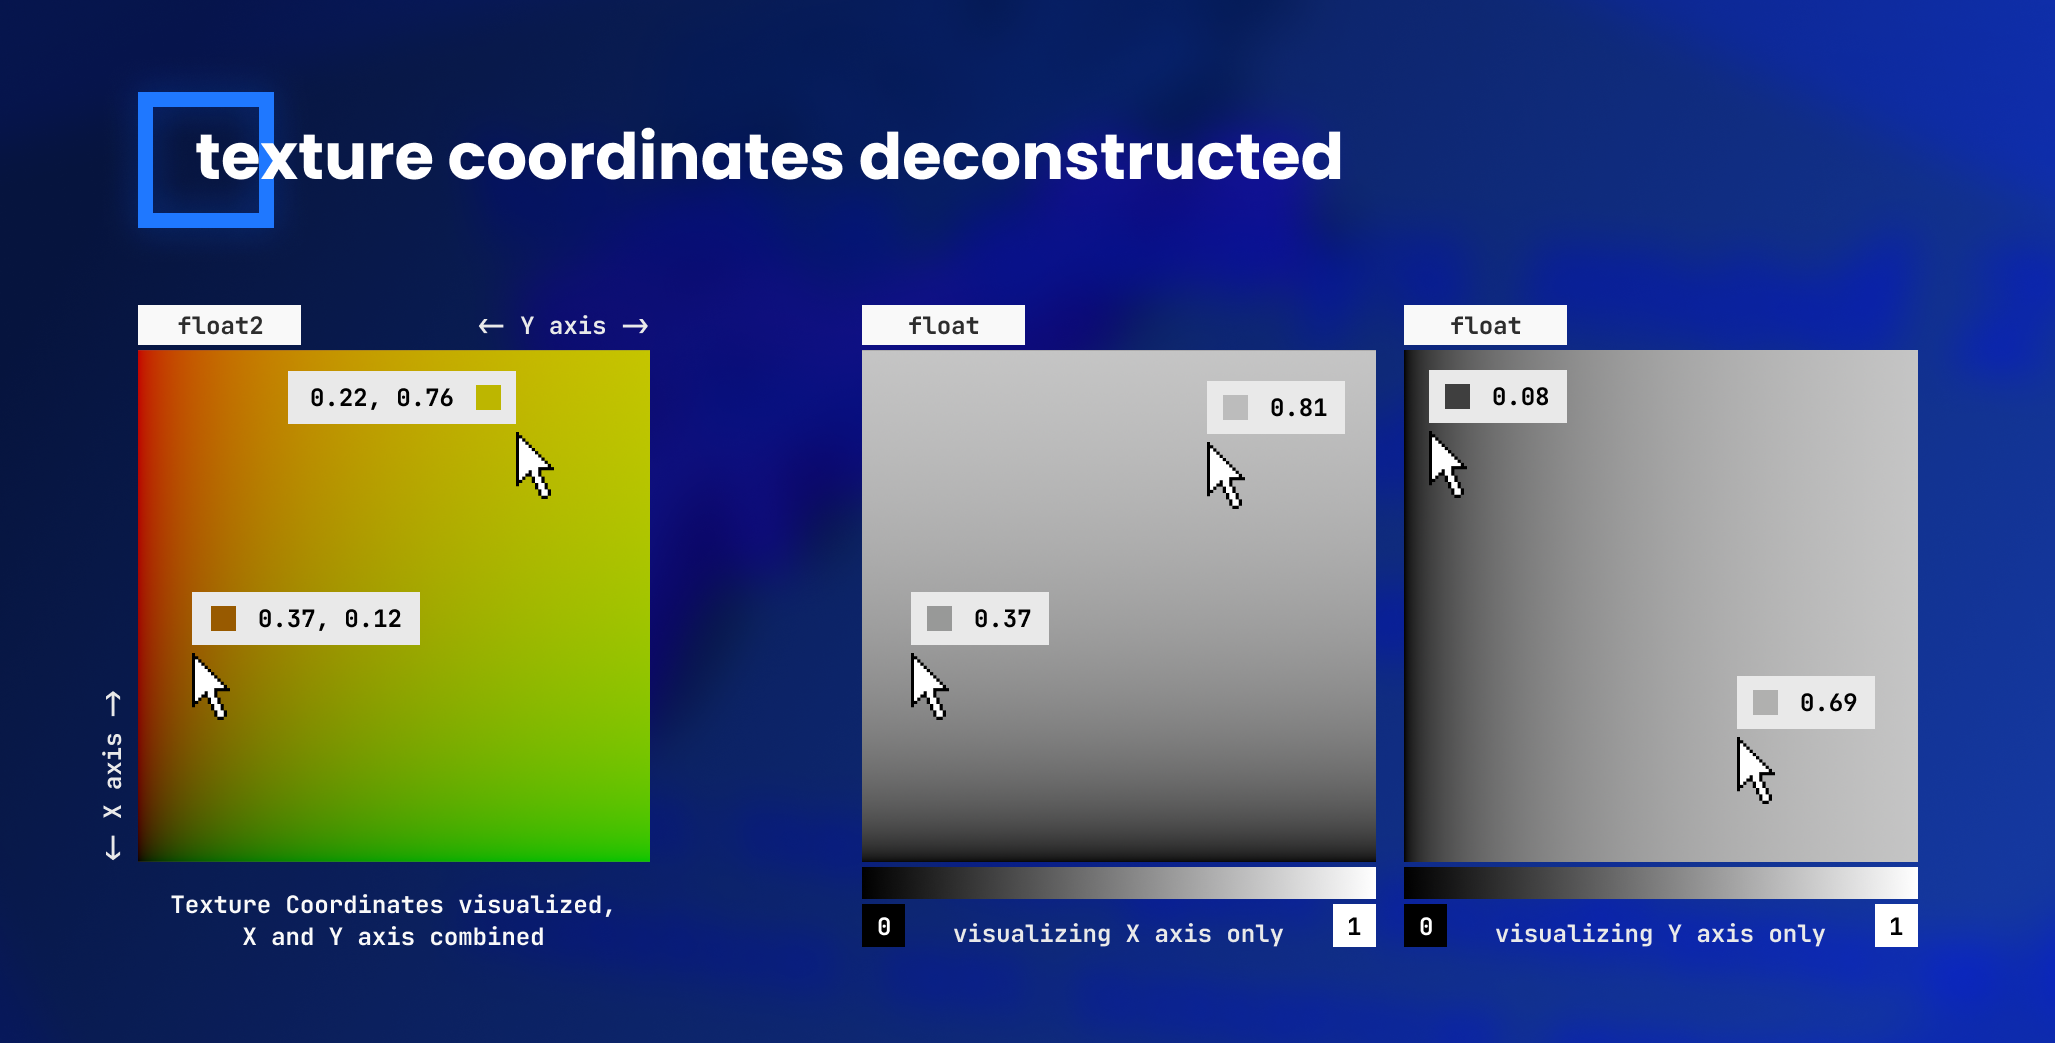 texture coordinates deconstructed
float2
← Y axis →
0.22, 0.76
0.37, 0.12
← X axis →
Texture Coordinates visualized,
X and Y axis combined
float
0.81
0.37
0
visualizing X axis only
1
float
0.08
0.69
0
visualizing Y axis only
1